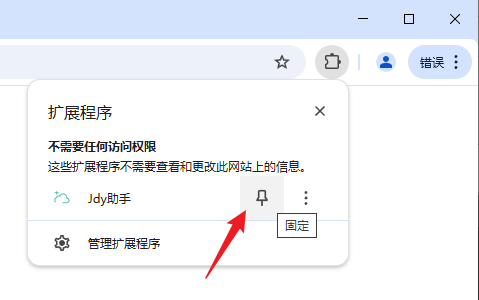 错误
扩展程序
不需要任何访问权限
这些扩展程序不需要查看和更改此网站上的信息。
Jdy助手
固定
管理扩展程序